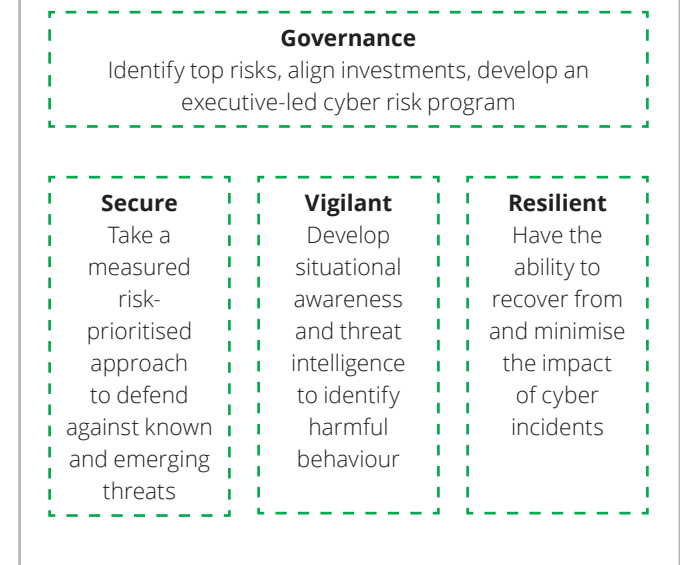 Governance
Identify top risks, align investments, develop an
executive-led cyber risk program
Secure
Take a
measured
risk-
prioritised
approach
to defend
against known
and emerging
threats
Vigilant
Develop
situational
awareness
and threat
intelligence
to identify
harmful
behaviour
Resilient
Have the
ability to
recover from
and minimise
the impact
of cyber
incidents